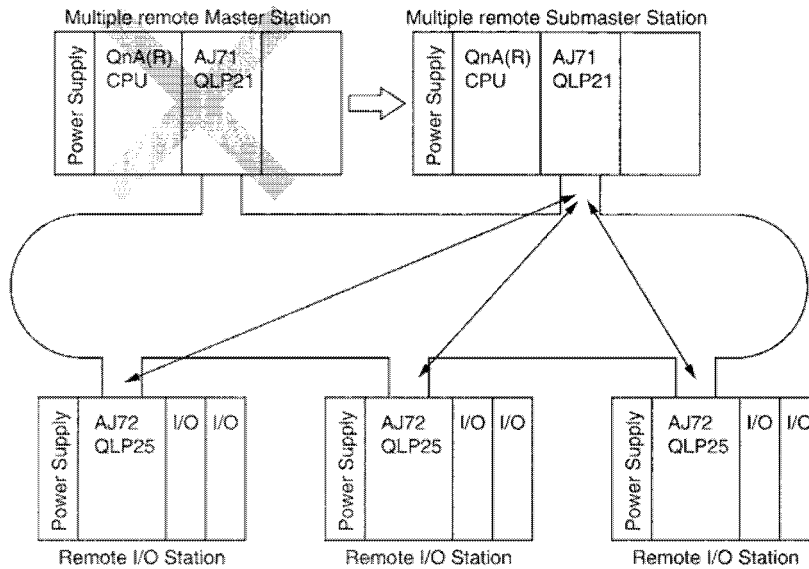 Multiple remote Master Station
Multiple remote Submaster Station
Power Supply
QnA(R)
CPU
AJ71
QLP21
Power Supply
QnA(R)
CPU
AJ71
QLP21
Power Supply
AJ72
QLP25
I/O
I/O
Power Supply
AJ72
QLP25
I/O
I/O
Power Supply
AJ72
QLP25
I/O
I/O
Remote I/O Station
Remote I/O Station
Remote I/O Station